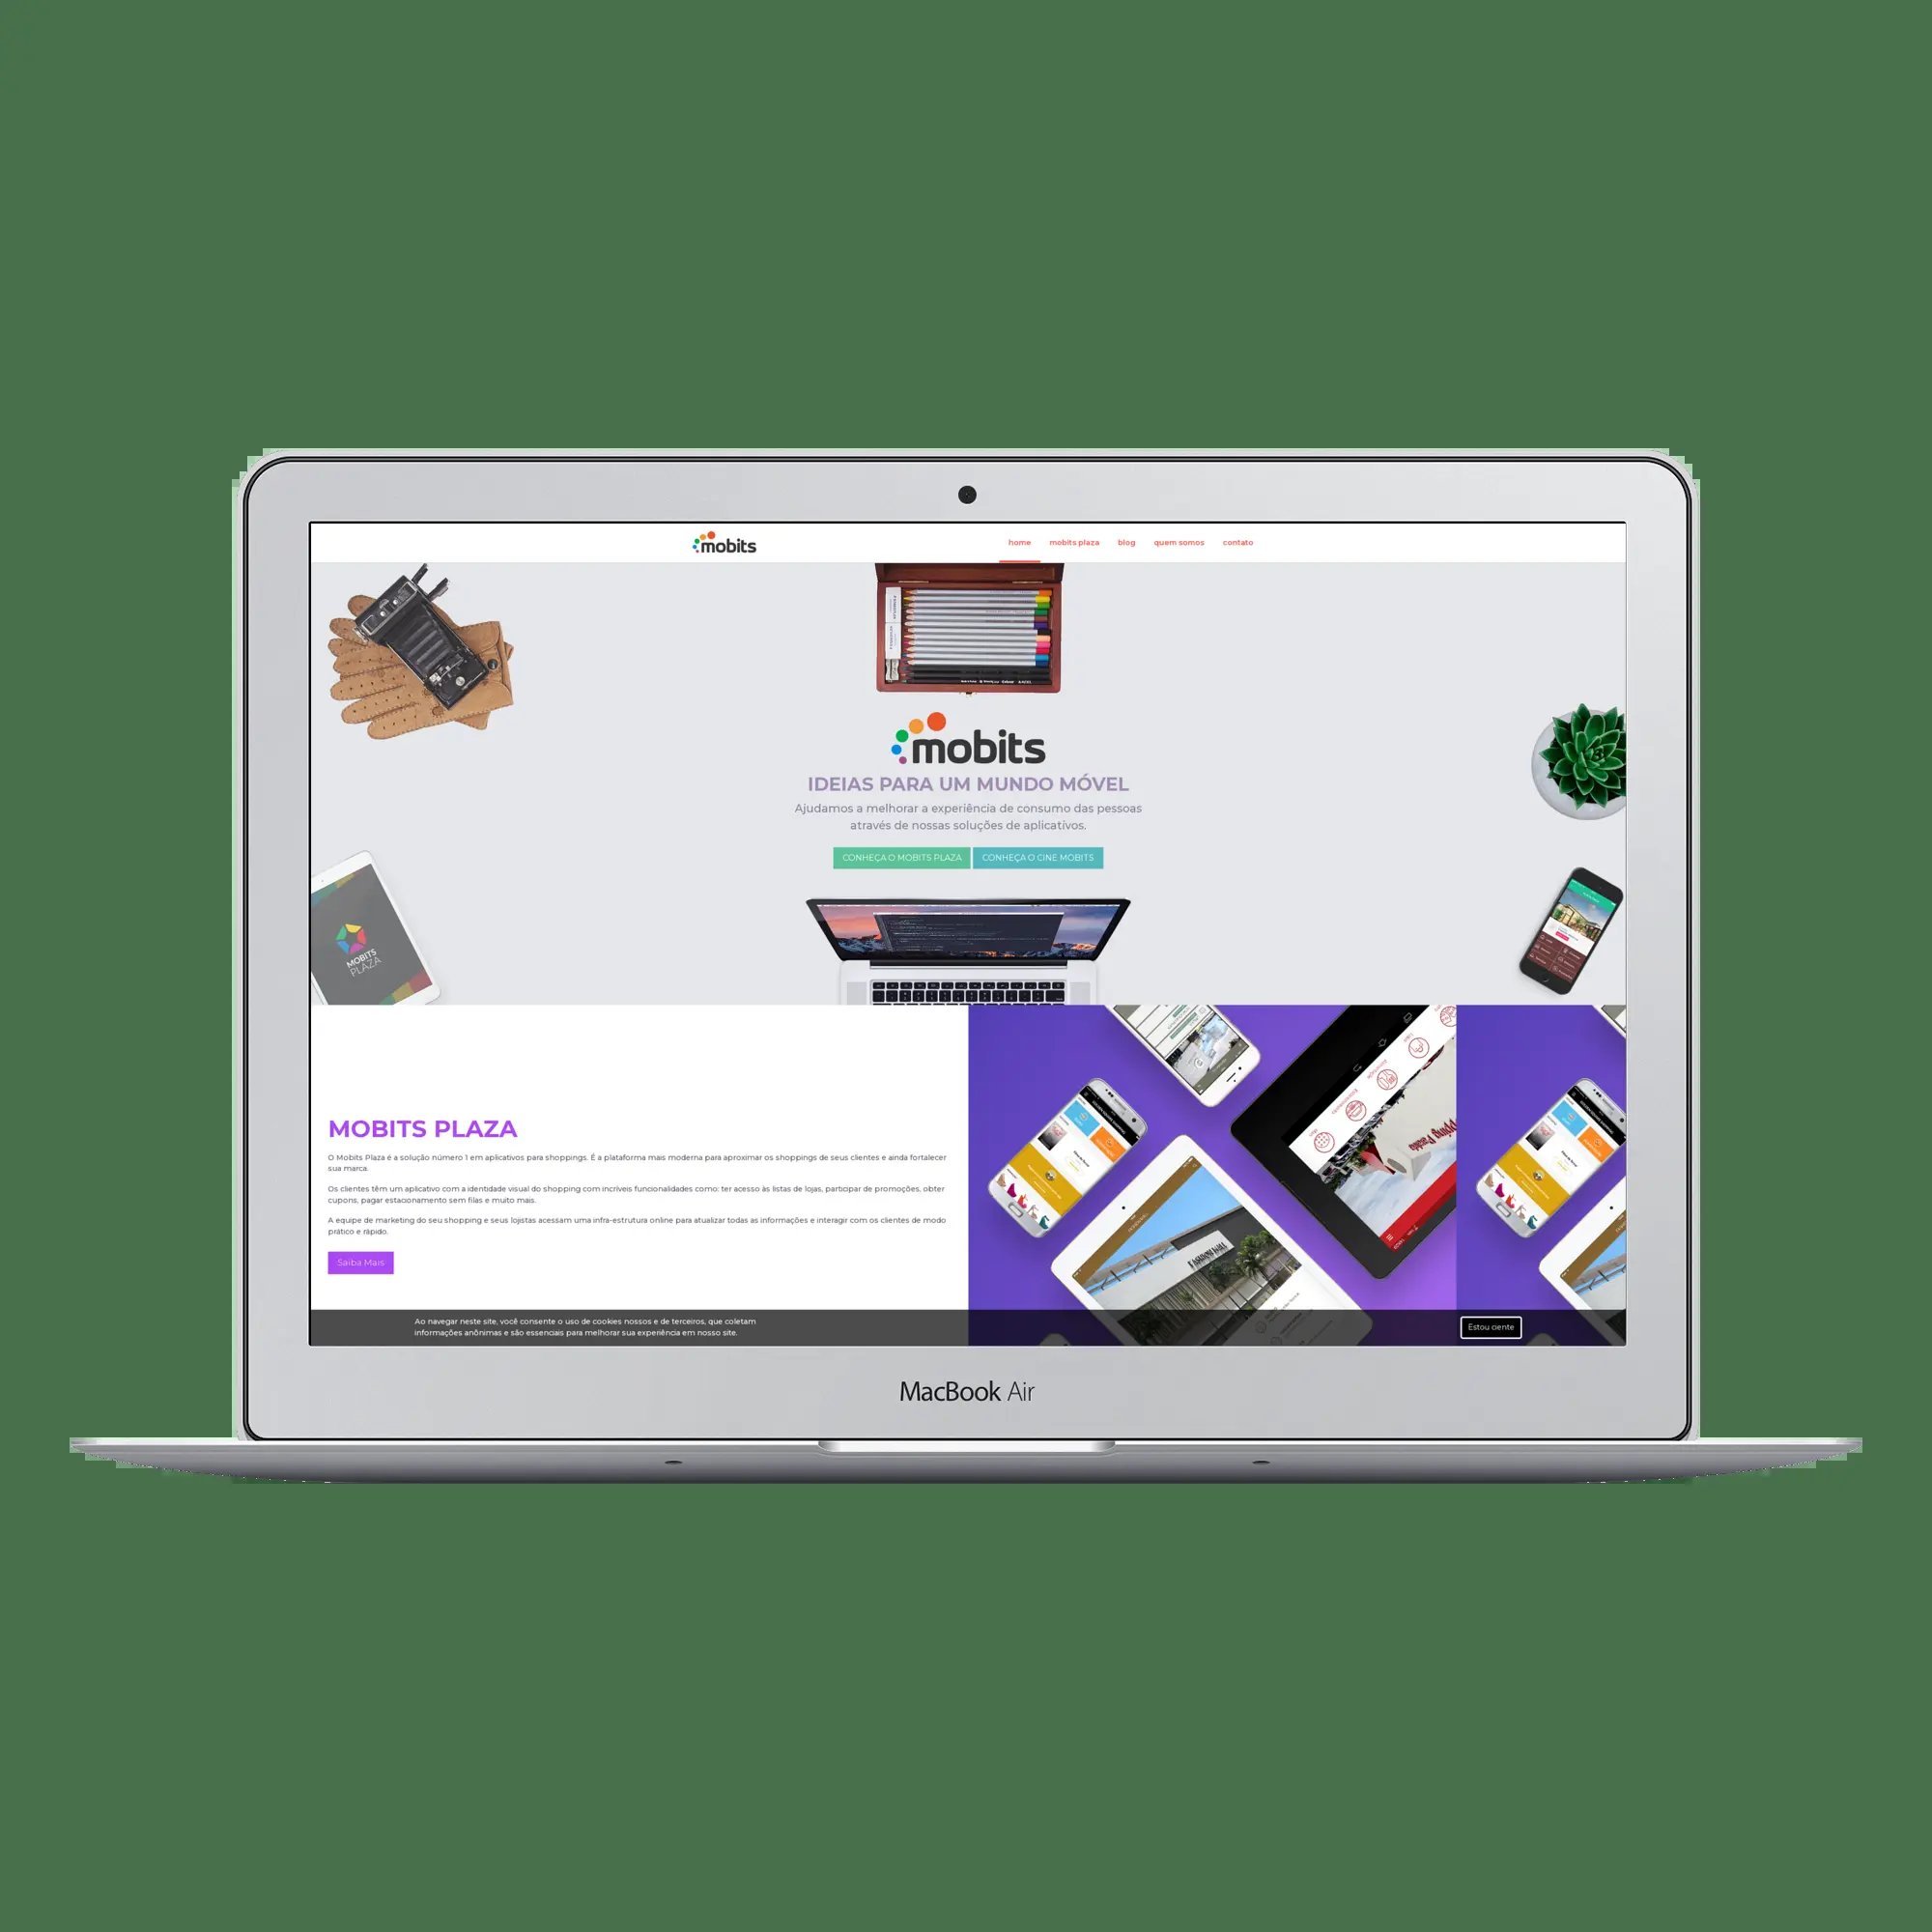 mobits
home mobits plaza blog quem somos contato
mobits
IDEIAS PARA UM MUNDO MÓVEL
Ajudamos a melhorar a experiência de consumo das pessoas
através de nossas soluções de aplicativos.
CONHEÇA O MOBITS PLAZA CONHEÇA O CINE MOBITS
MOBITS
PLAZA
MOBITS PLAZA
O Mobits Plaza é a solução número 1 em aplicativos para shoppings. É a plataforma mais moderna para aproximar os shoppings de seus clientes e ainda fortalecer
sua marca.
Os clientes têm um aplicativo com a identidade visual do shopping com incríveis funcionalidades como: ter acesso às listas de lojas, participar de promoções, obter
cupons, pagar estacionamento sem filas e muito mais.
A equipe de marketing do seu shopping e seus lojistas acessam uma infra-estrutura online para atualizar todas as informações e interagir com os clientes de modo
prático e rápido.
Saiba Mais
FASHION MALL
Ao navegar neste site, você consente o uso de cookies nossos e de terceiros, que coletam
informações anônimas e são essenciais para melhorar sua experiência em nosso site.
Estou ciente
MacBook Air